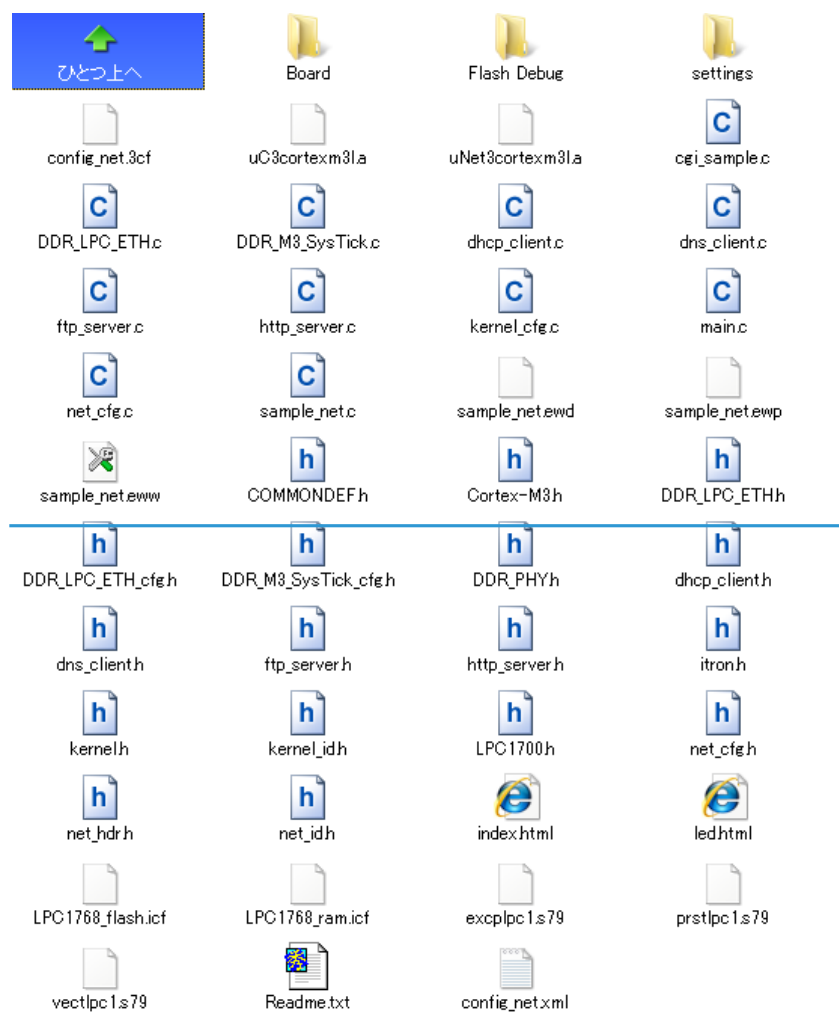 ひとつ上へ
Board
Flash Debug
settings
config_net.3cf
uC3cortexm3l.a
uNet3cortexm3l.a
cgi_sample.c
DDR_LPC_ETH.c
DDR_M3_SysTick.c
dhcp_client.c
dns_client.c
ftp_server.c
http_server.c
kernel_cfg.c
main.c
net_cfg.c
sample_net.c
sample_net.ewd
sample_net.ewp
sample_net.eww
COMMONDEF.h
Cortex-M3.h
DDR_LPC_ETH.h
DDR_LPC_ETH_cfg.h
DDR_M3_SysTick_cfg.h
DDR_PHY.h
dhcp_client.h
dns_client.h
ftp_server.h
http_server.h
itron.h
kernel.h
kernel_id.h
LPC1700.h
net_cfg.h
net_hdr.h
net_id.h
index.html
led.html
LPC1768_flash.icf
LPC1768_ram.icf
excplpc1.s79
prstlpc1.s79
vectlpc1.s79
Readme.txt
config_net.xml